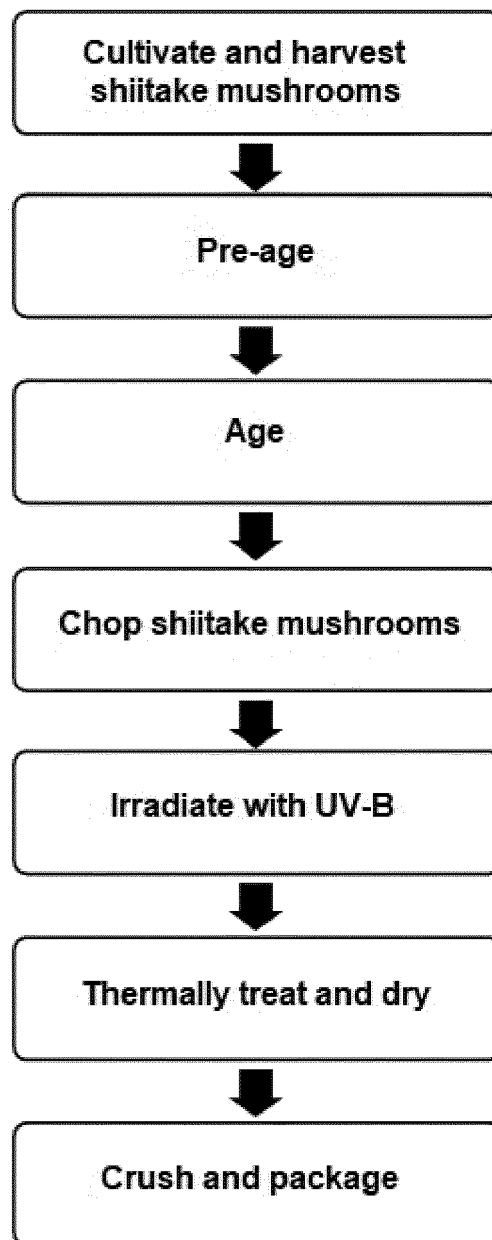 Cultivate and harvest
shiitake mushrooms
Pre-age
Age
Chop shiitake mushrooms
Irradiate with UV-B
Thermally treat and dry
Crush and package